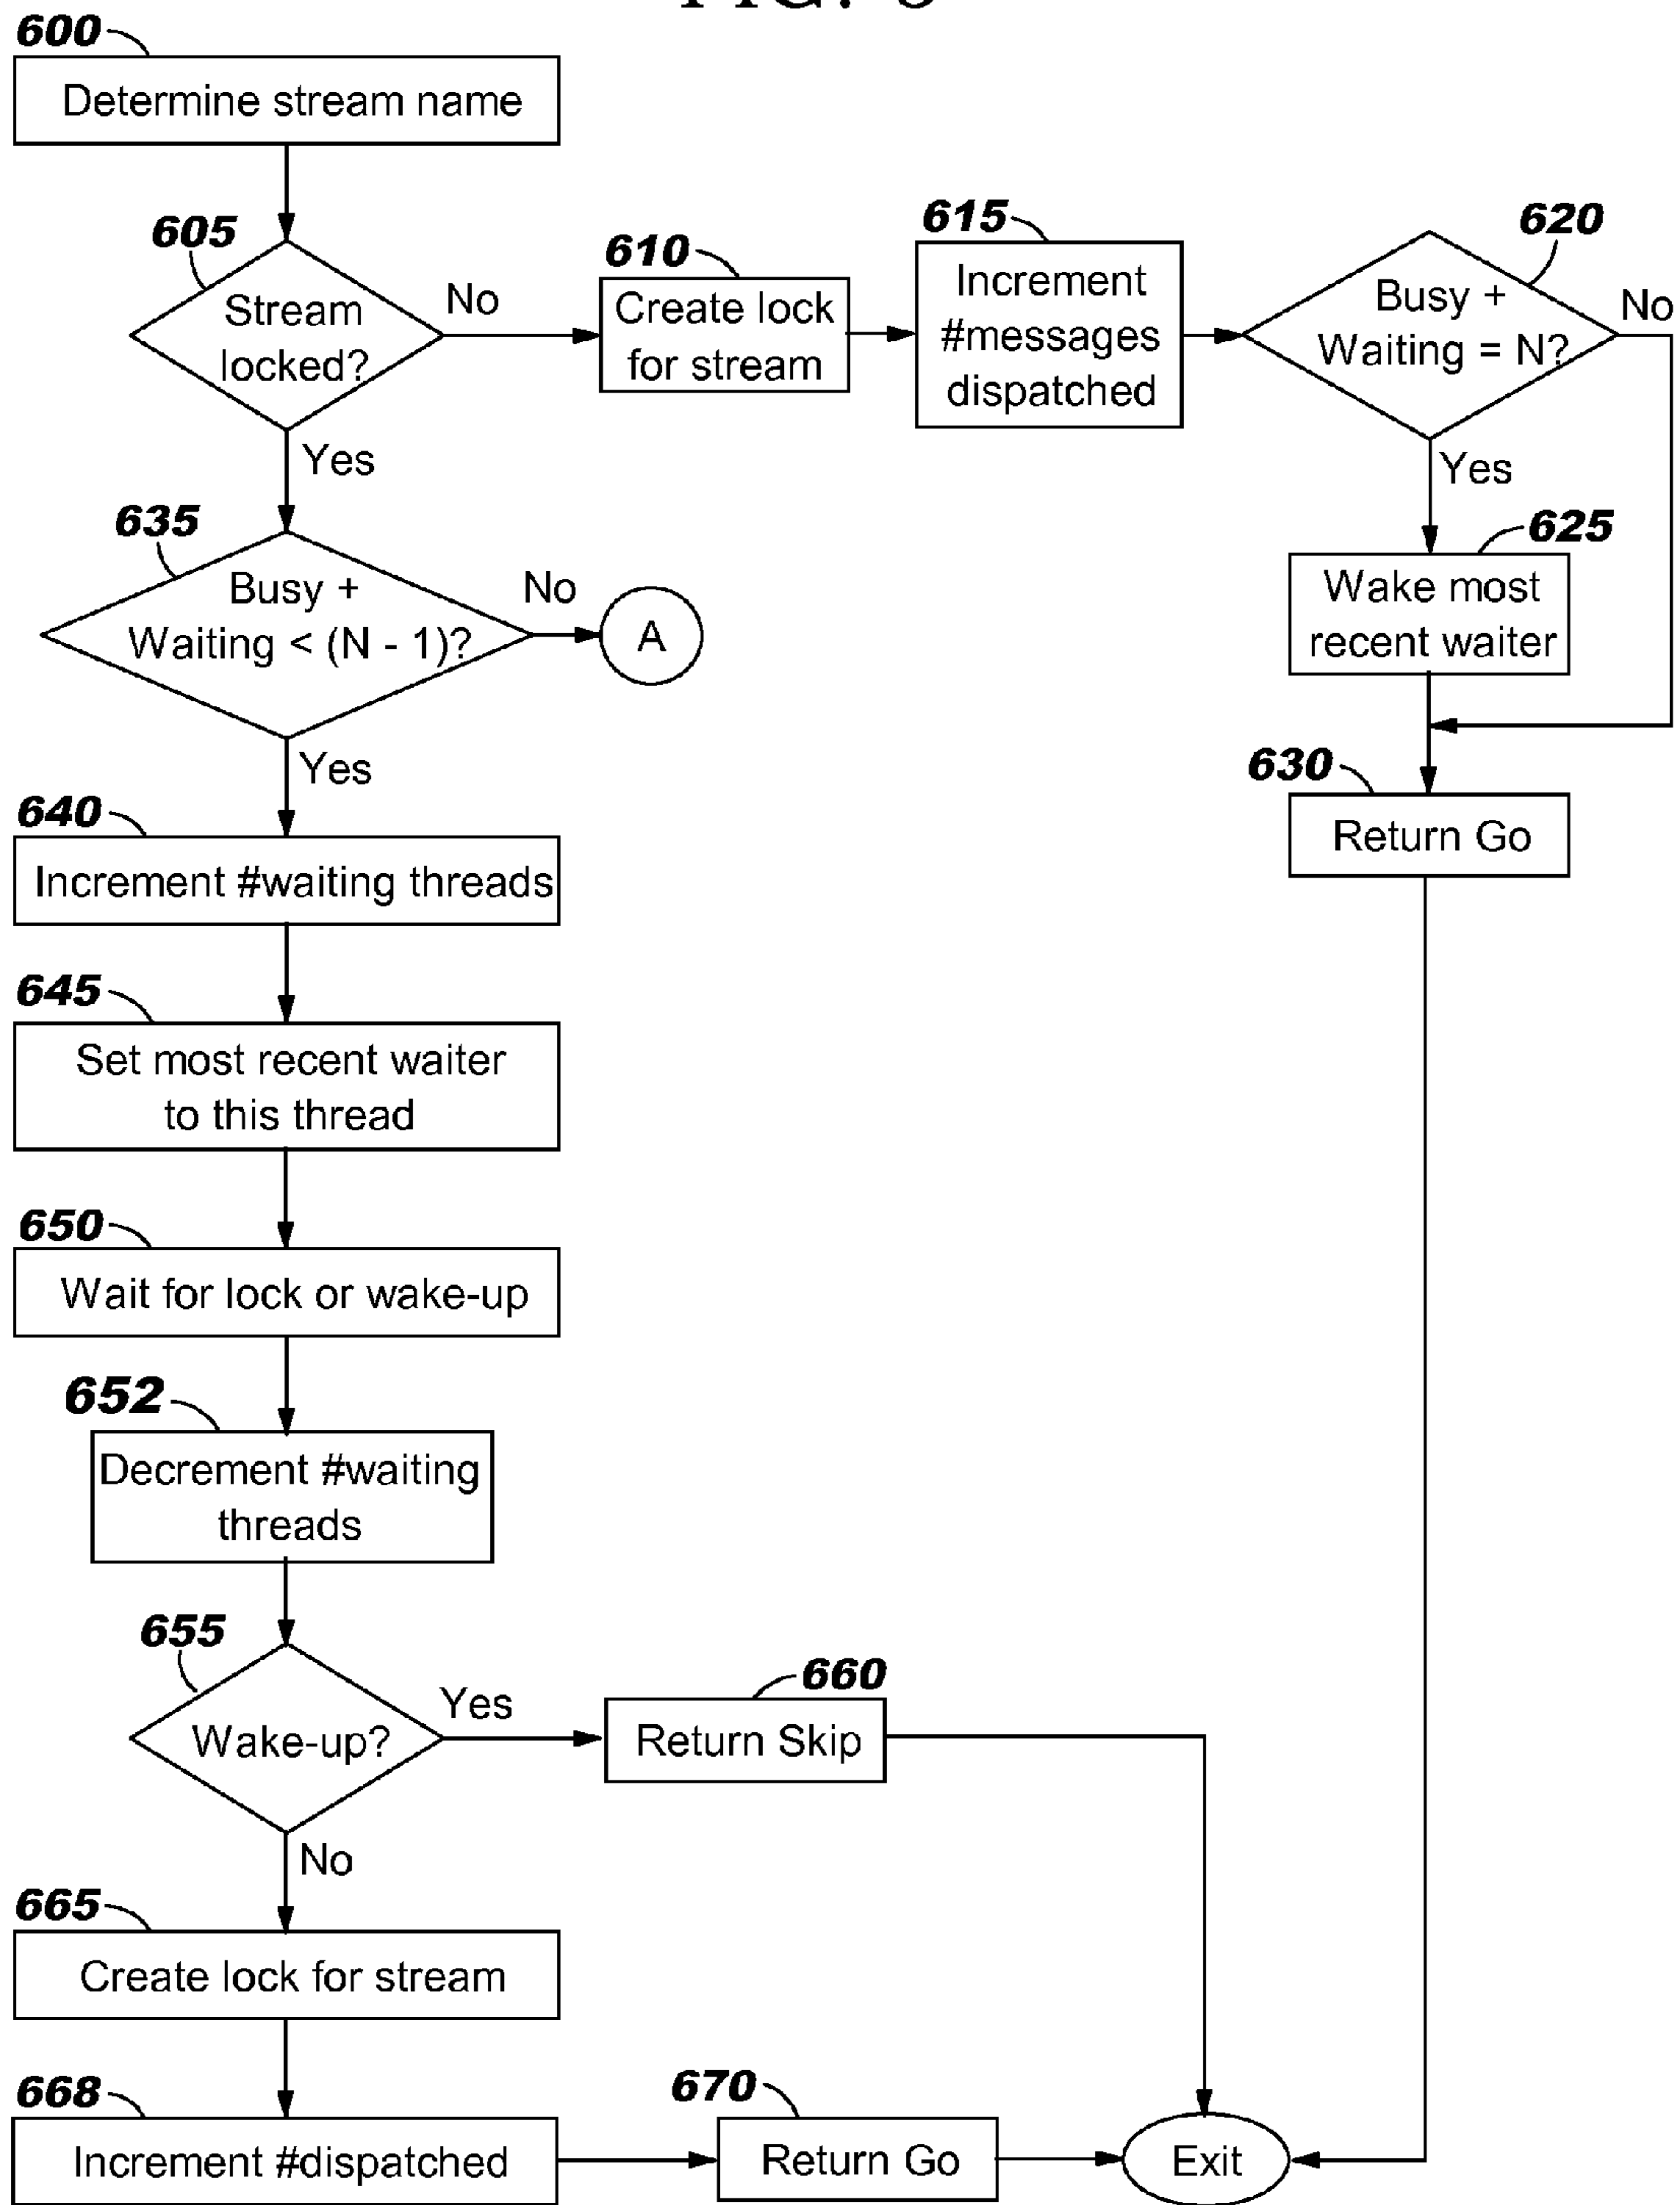 600
Determine stream name
605
Stream
locked?
No
610
Create lock
for stream
615
Increment
#messages
dispatched
620
Busy +
Waiting = N?
No
Yes
625
Wake most
recent waiter
630
Return Go
Yes
635
Busy +
Waiting < (N - 1)?
No
A
Yes
640
Increment #waiting threads
645
Set most recent waiter
to this thread
650
Wait for lock or wake-up
652
Decrement #waiting
threads
655
Wake-up?
Yes
660
Return Skip
No
665
Create lock for stream
668
Increment #dispatched
670
Return Go
Exit